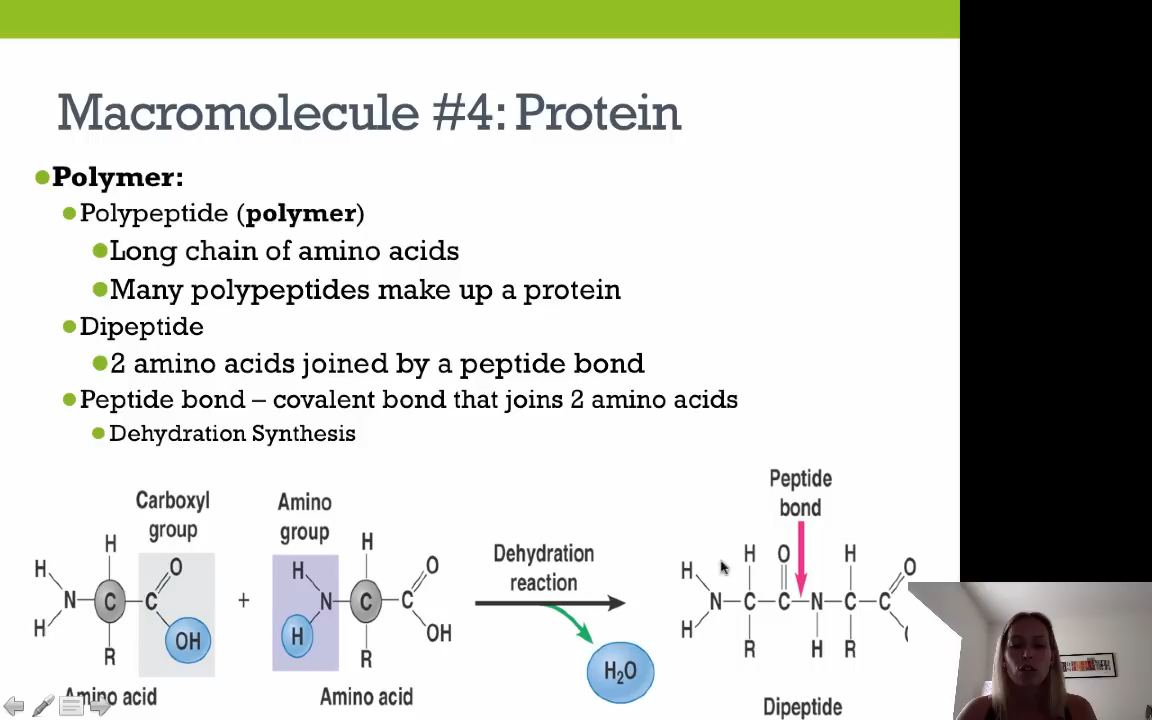 Macromolecule #4: Protein
Polymer:
Polypeptide (polymer)
Long chain of amino acids
Many polypeptides make up a protein
Dipeptide
2 amino acids joined by a peptide bond
Peptide bond – covalent bond that joins 2 amino acids
Dehydration Synthesis
Carboxyl group
Amino group
Dehydration reaction
Peptide bond
H H O
N C C
H R OH
+
H H O
N C C
H R OH
H₂O
H H O H O
N C C N C C
H R H R
Amino acid
Amino acid
Dipeptide